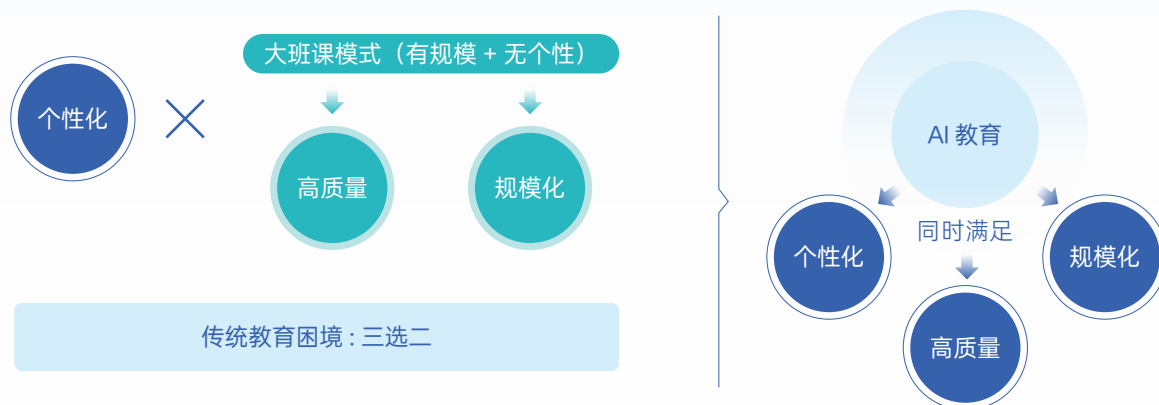 大班课模式（有规模 + 无个性）
个性化
高质量
规模化
传统教育困境 : 三选二
AI 教育
同时满足
个性化
规模化
高质量